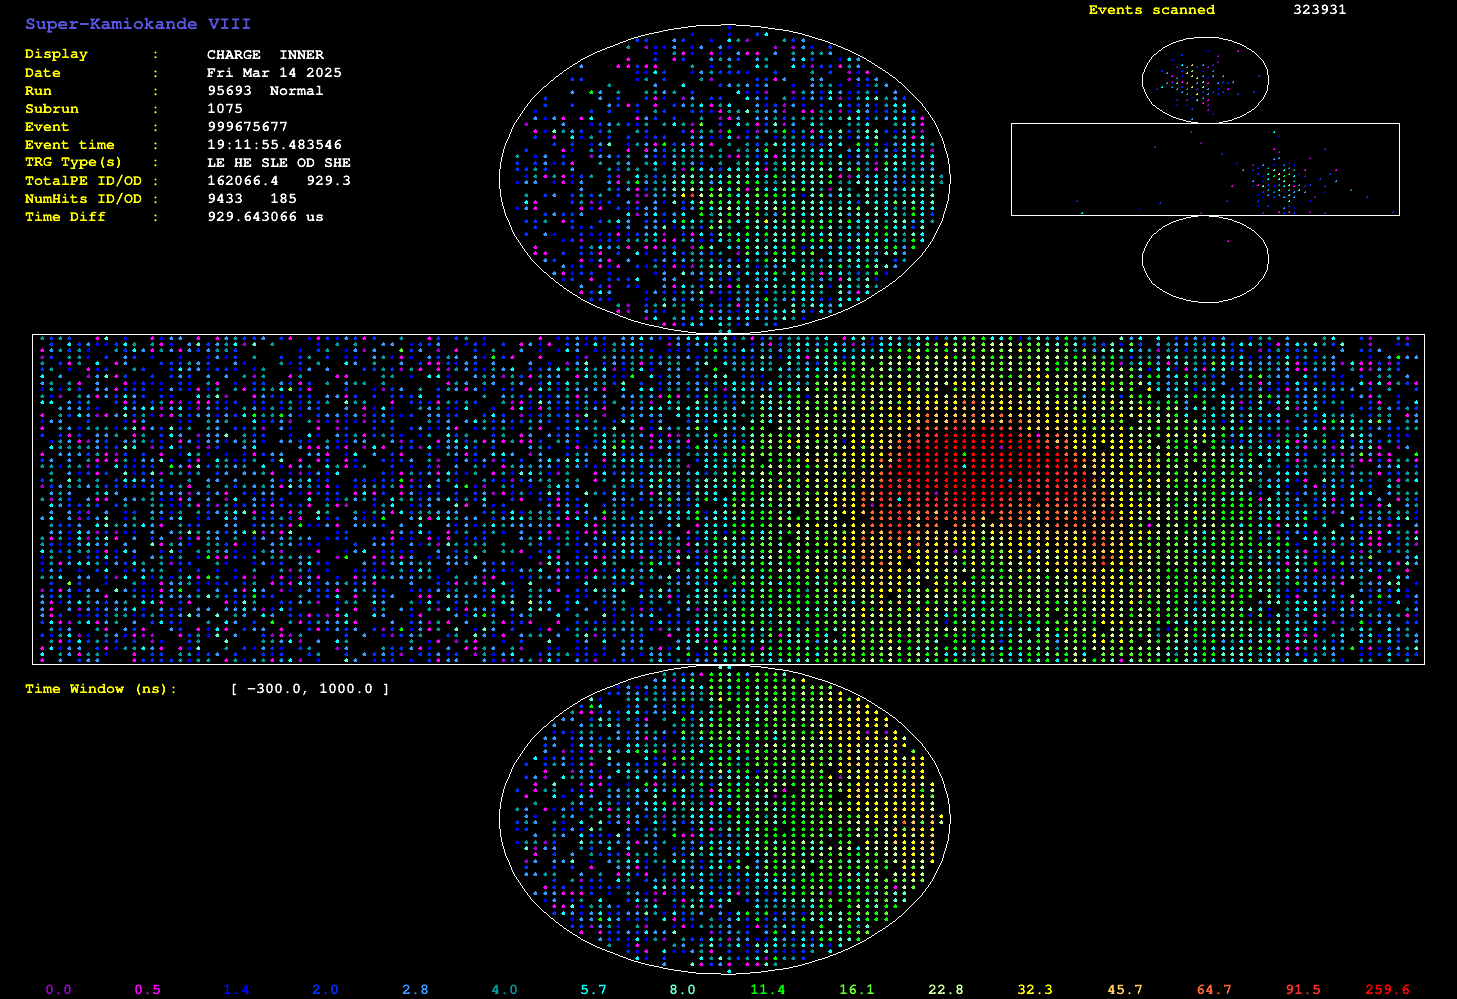 Super-Kamiokande VIII
Events scanned 323931
Display : CHARGE INNER
Date : Fri Mar 14 2025
Run : 95693 Normal
Subrun : 1075
Event : 999675677
Event time : 19:11:55.483546
TRG Type(s) : LE HE SLE OD SHE
TotalPE ID/OD : 162066.4 929.3
NumHits ID/OD : 9433 185
Time Diff : 929.643066 us
Time Window (ns): [ -300.0, 1000.0 ]
0.0 0.5 1.4 2.0 2.8 4.0 5.7 8.0 11.4 16.1 22.8 32.3 45.7 64.7 91.5 259.6